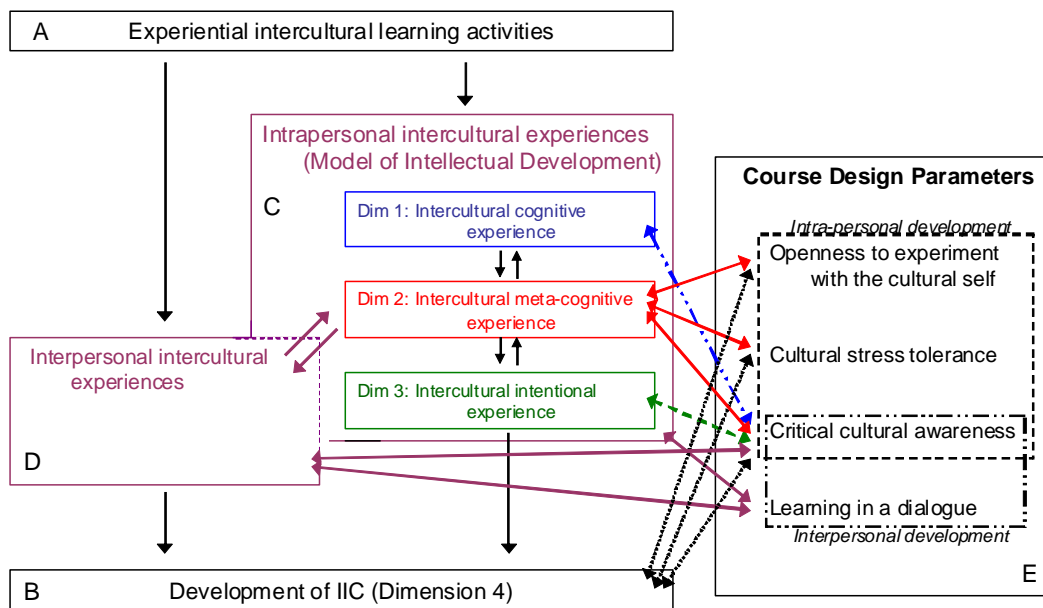 A
Experiential intercultural learning activities
Intrapersonal intercultural experiences
(Model of Intellectual Development)
C
Dim 1: Intercultural cognitive
experience
Dim 2: Intercultural meta-cognitive
experience
Dim 3: Intercultural intentional
experience
Interpersonal intercultural
experiences
D
B
Development of IIC (Dimension 4)
Course Design Parameters
Intra-personal development
Openness to experiment
with the cultural self
Cultural stress tolerance
Critical cultural awareness
Learning in a dialogue
Interpersonal development
E